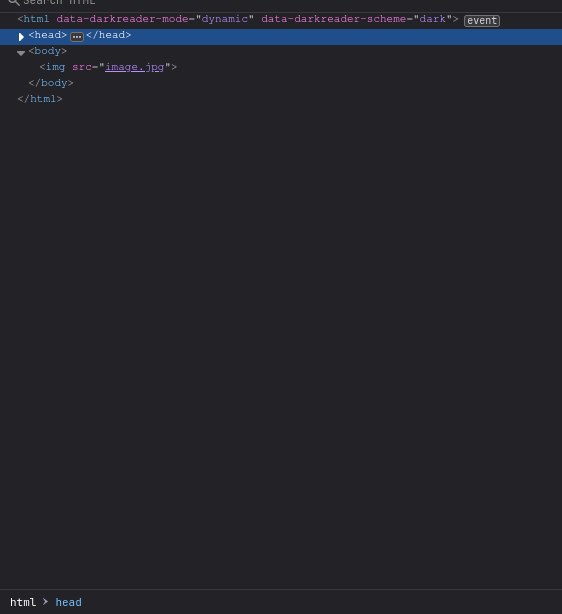 Search HTML
<html data-darkreader-mode="dynamic" data-darkreader-scheme="dark"> event
<head> ⋯ </head>
<body>
<img src="image.jpg">
</body>
</html>
html > head